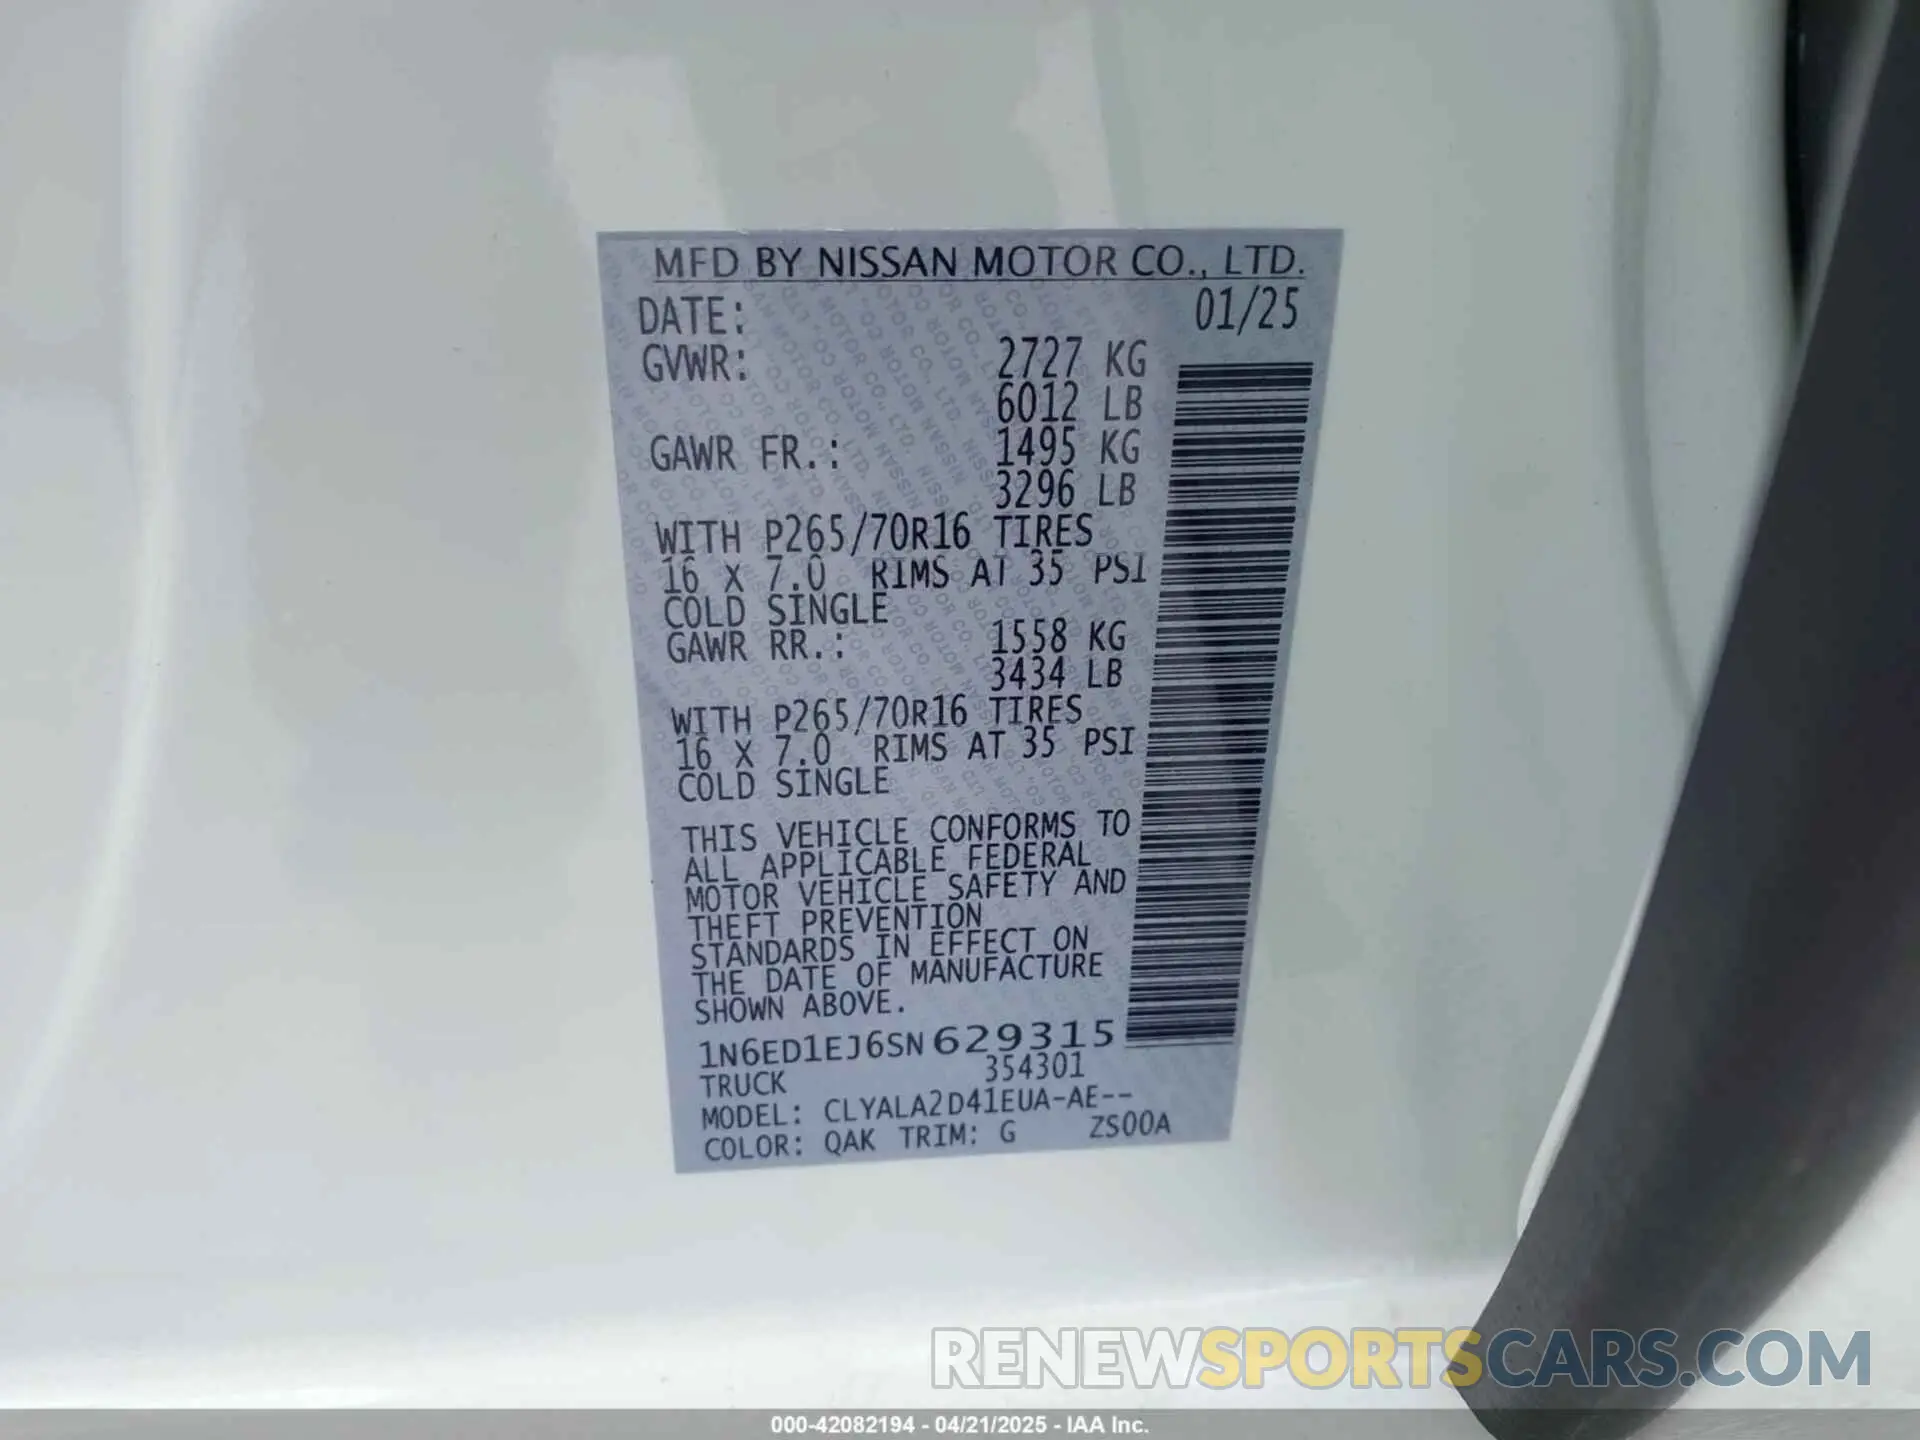 MFD BY NISSAN MOTOR CO., LTD.
DATE: 01/25
GVWR: 2727 KG
6012 LB
GAWR FR.: 1495 KG
3296 LB
WITH P265/70R16 TIRES
16 X 7.0 RIMS AT 35 PSI
COLD SINGLE
GAWR RR.: 1558 KG
3434 LB
WITH P265/70R16 TIRES
16 X 7.0 RIMS AT 35 PSI
COLD SINGLE
THIS VEHICLE CONFORMS TO
ALL APPLICABLE FEDERAL
MOTOR VEHICLE SAFETY AND
THEFT PREVENTION
STANDARDS IN EFFECT ON
THE DATE OF MANUFACTURE
SHOWN ABOVE.
1N6ED1EJ6SN629315
TRUCK 354301
MODEL: CLYALA2D41EUA-AE--
COLOR: QAK TRIM: G ZS00A
RENEWSPORTSCARS.COM
000-42082194 - 04/21/2025 - IAA Inc.